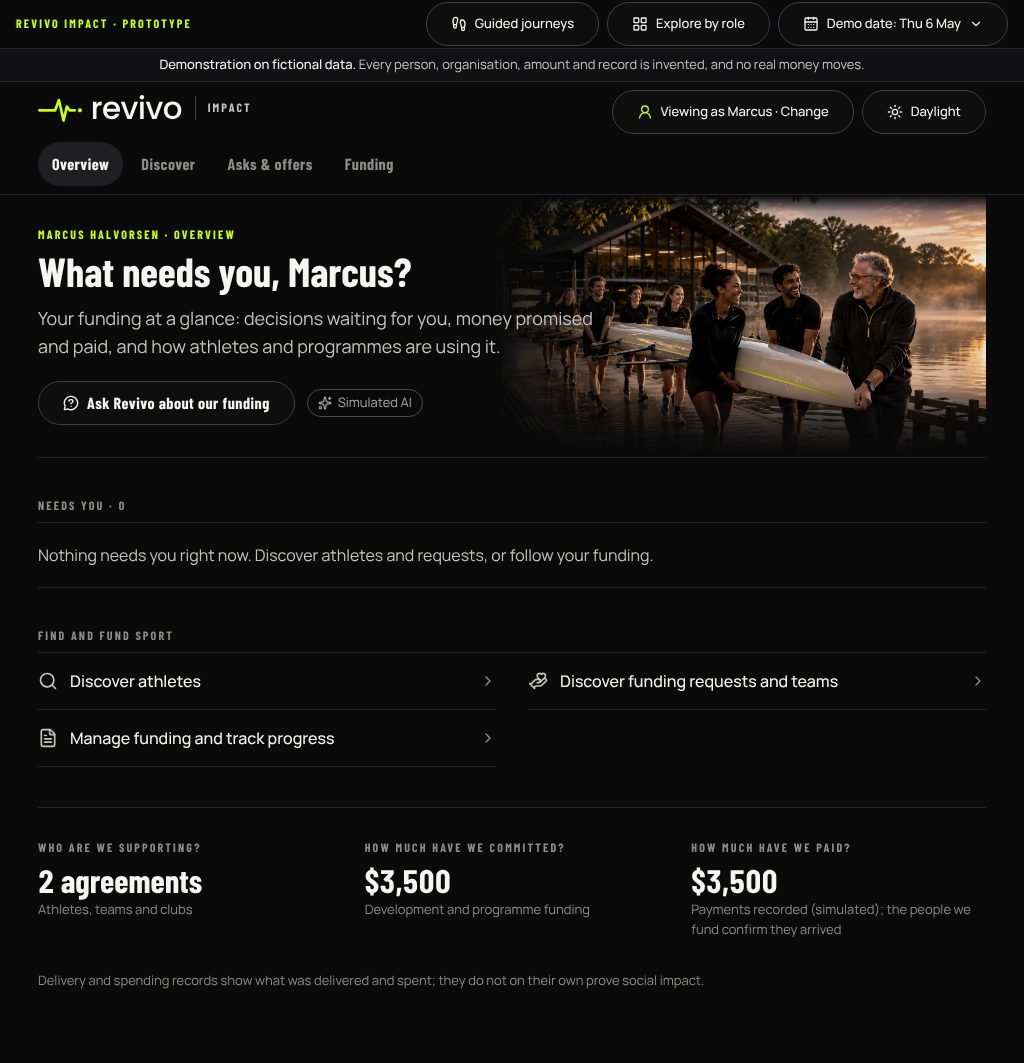 REVIVO IMPACT · PROTOTYPE
Guided journeys
Explore by role
Demo date: Thu 6 May
Demonstration on fictional data. Every person, organisation, amount and record is invented, and no real money moves.
revivo
IMPACT
Viewing as Marcus · Change
Daylight
Overview
Discover
Asks & offers
Funding
MARCUS HALVORSEN · OVERVIEW
What needs you, Marcus?
Your funding at a glance: decisions waiting for you, money promised
and paid, and how athletes and programmes are using it.
Ask Revivo about our funding
Simulated AI
NEEDS YOU · 0
Nothing needs you right now. Discover athletes and requests, or follow your funding.
FIND AND FUND SPORT
Discover athletes
Discover funding requests and teams
Manage funding and track progress
WHO ARE WE SUPPORTING?
2 agreements
Athletes, teams and clubs
HOW MUCH HAVE WE COMMITTED?
$3,500
Development and programme funding
HOW MUCH HAVE WE PAID?
$3,500
Payments recorded (simulated); the people we
fund confirm they arrived
Delivery and spending records show what was delivered and spent; they do not on their own prove social impact.